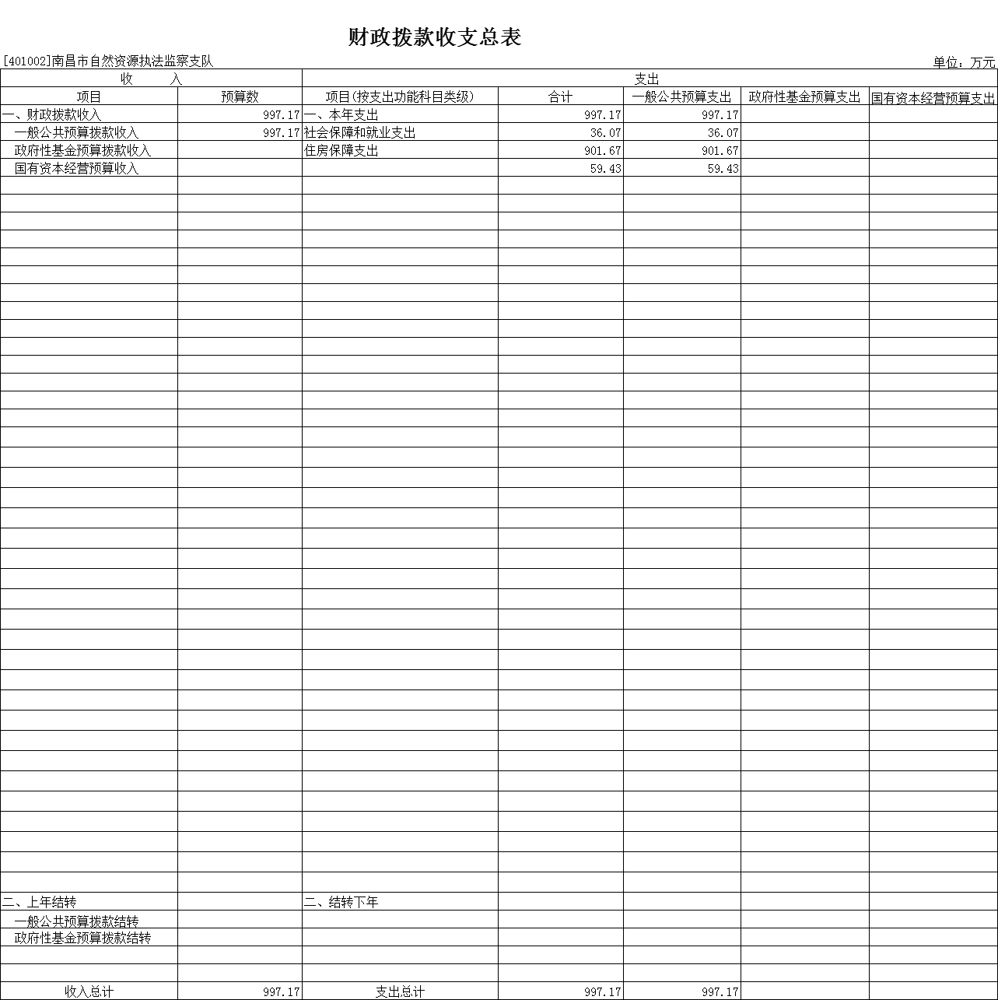 财政拨款收支总表
[401002]南昌市自然资源执法监察支队 单位：万元
收 入 支出
项目 预算数 项目(按支出功能科目类级) 合计 一般公共预算支出 政府性基金预算支出 国有资本经营预算支出
一、财政拨款收入 997.17 一、本年支出 997.17 997.17
一般公共预算拨款收入 997.17 社会保障和就业支出 36.07 36.07
政府性基金预算拨款收入 住房保障支出 901.67 901.67
国有资本经营预算收入 59.43 59.43
二、上年结转 二、结转下年
一般公共预算拨款结转
政府性基金预算拨款结转
收入总计 997.17 支出总计 997.17 997.17